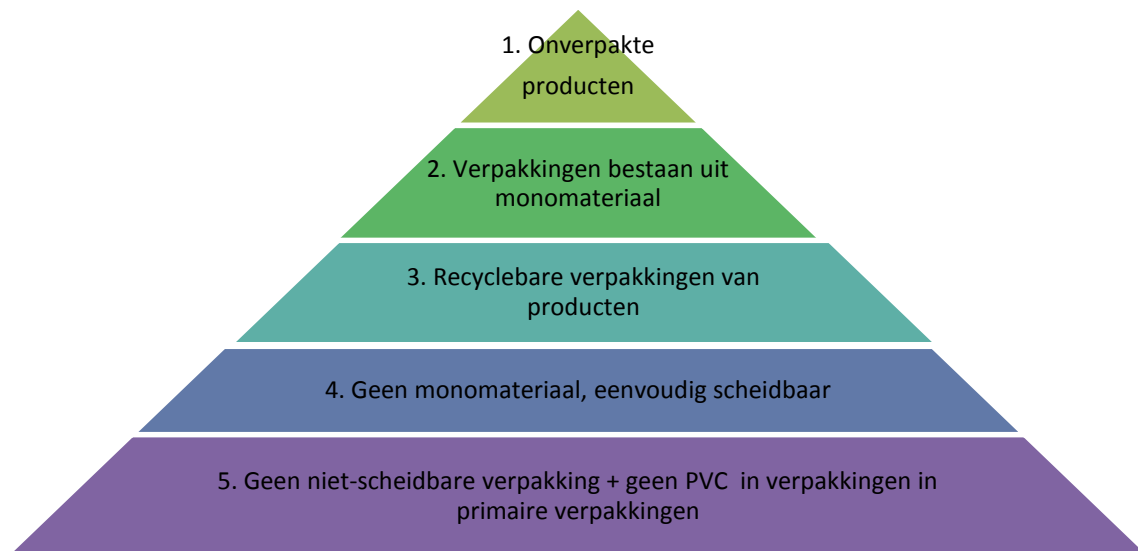 1. Onverpakte
producten
2. Verpakkingen bestaan uit
monomateriaal
3. Recyclebare verpakkingen van
producten
4. Geen monomateriaal, eenvoudig scheidbaar
5. Geen niet-scheidbare verpakking + geen PVC in verpakkingen in
primaire verpakkingen